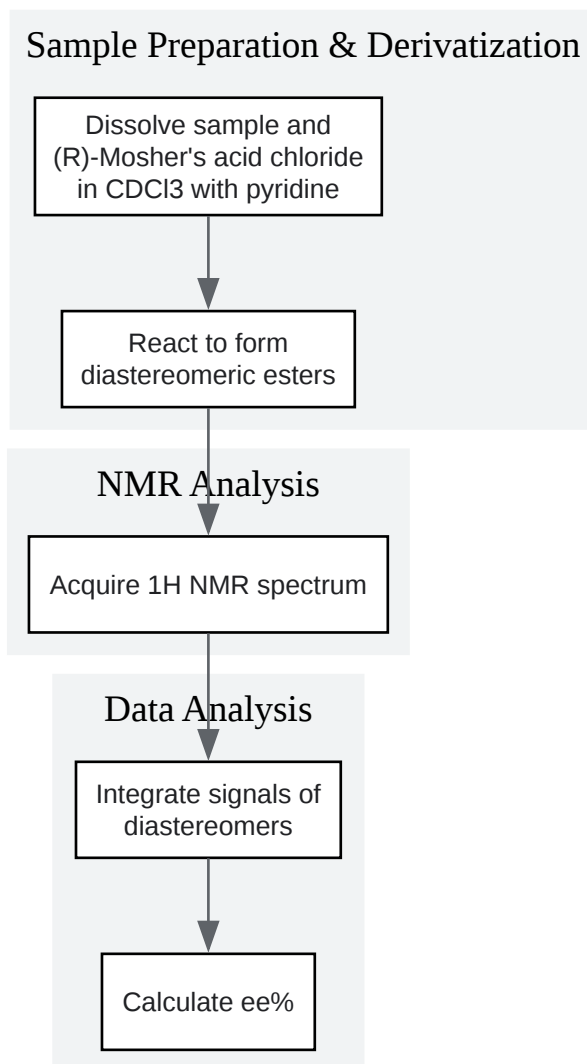 Sample Preparation & Derivatization
Dissolve sample and
(R)-Mosher's acid chloride
in CDCl3 with pyridine
React to form
diastereomeric esters
NMR Analysis
Acquire 1H NMR spectrum
Data Analysis
Integrate signals of
diastereomers
Calculate ee%